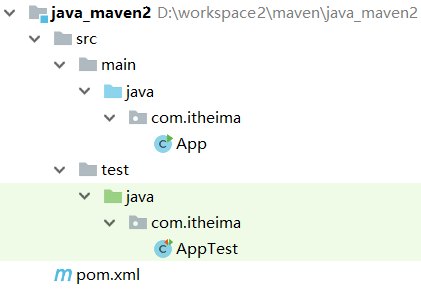 java_maven2 D:\workspace2\maven\java_maven2
src
main
java
com.itheima
App
test
java
com.itheima
AppTest
pom.xml